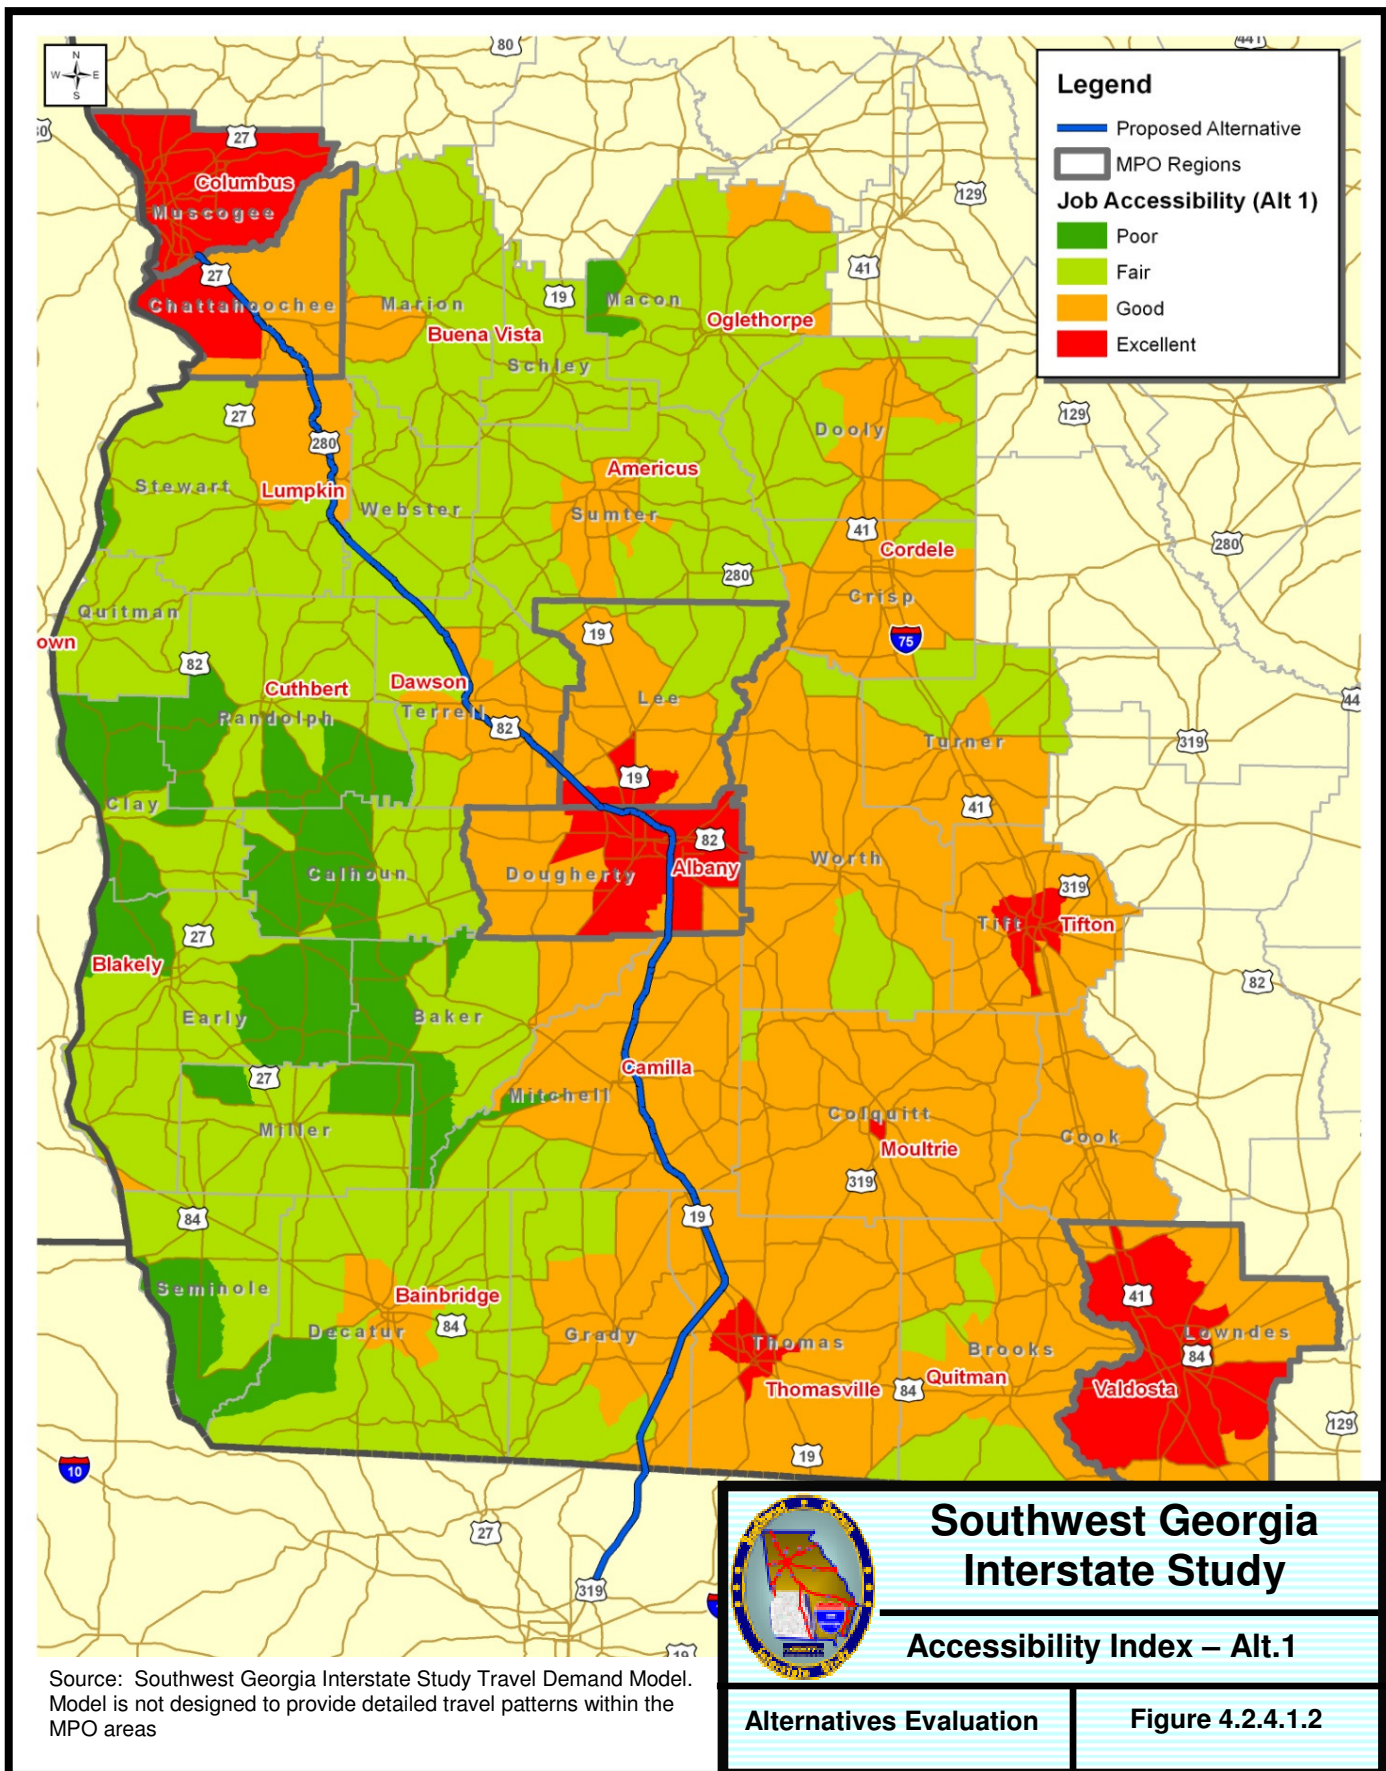 N
W E
S
80
441
27
129
41
19
Columbus
Muscogee
27
Chattahoochee
Marion
Buena Vista
Macon
Oglethorpe
Schley
Legend
Proposed Alternative
MPO Regions
Job Accessibility (Alt 1)
Poor
Fair
Good
Excellent
27
280
129
Dooly
Stewart
Lumpkin
Webster
Americus
Sumter
41
Cordele
280
280
Crisp
Quitman
19
75
own
82
Cuthbert
Dawson
Randolph
Terrell
82
Lee
44
319
Turner
19
Clay
41
82
Calhoun
Dougherty
Albany
Worth
319
Tift
Tifton
27
Blakely
82
Early
Baker
27
Camilla
Mitchell
Miller
Colquitt
Moultrie
Cook
319
84
19
Seminole
Bainbridge
84
Decatur
Grady
Thomas
Thomasville
84
Quitman
Brooks
41
Lowndes
84
Valdosta
129
19
10
27
319
19
Southwest Georgia
Interstate Study
Accessibility Index – Alt.1
Alternatives Evaluation
Figure 4.2.4.1.2
Source: Southwest Georgia Interstate Study Travel Demand Model.
Model is not designed to provide detailed travel patterns within the
MPO areas